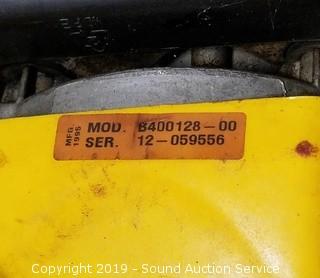 MFG. 1995
MOD. B400128-00
SER. 12-059556
Copyright 2019 - Sound Auction Service